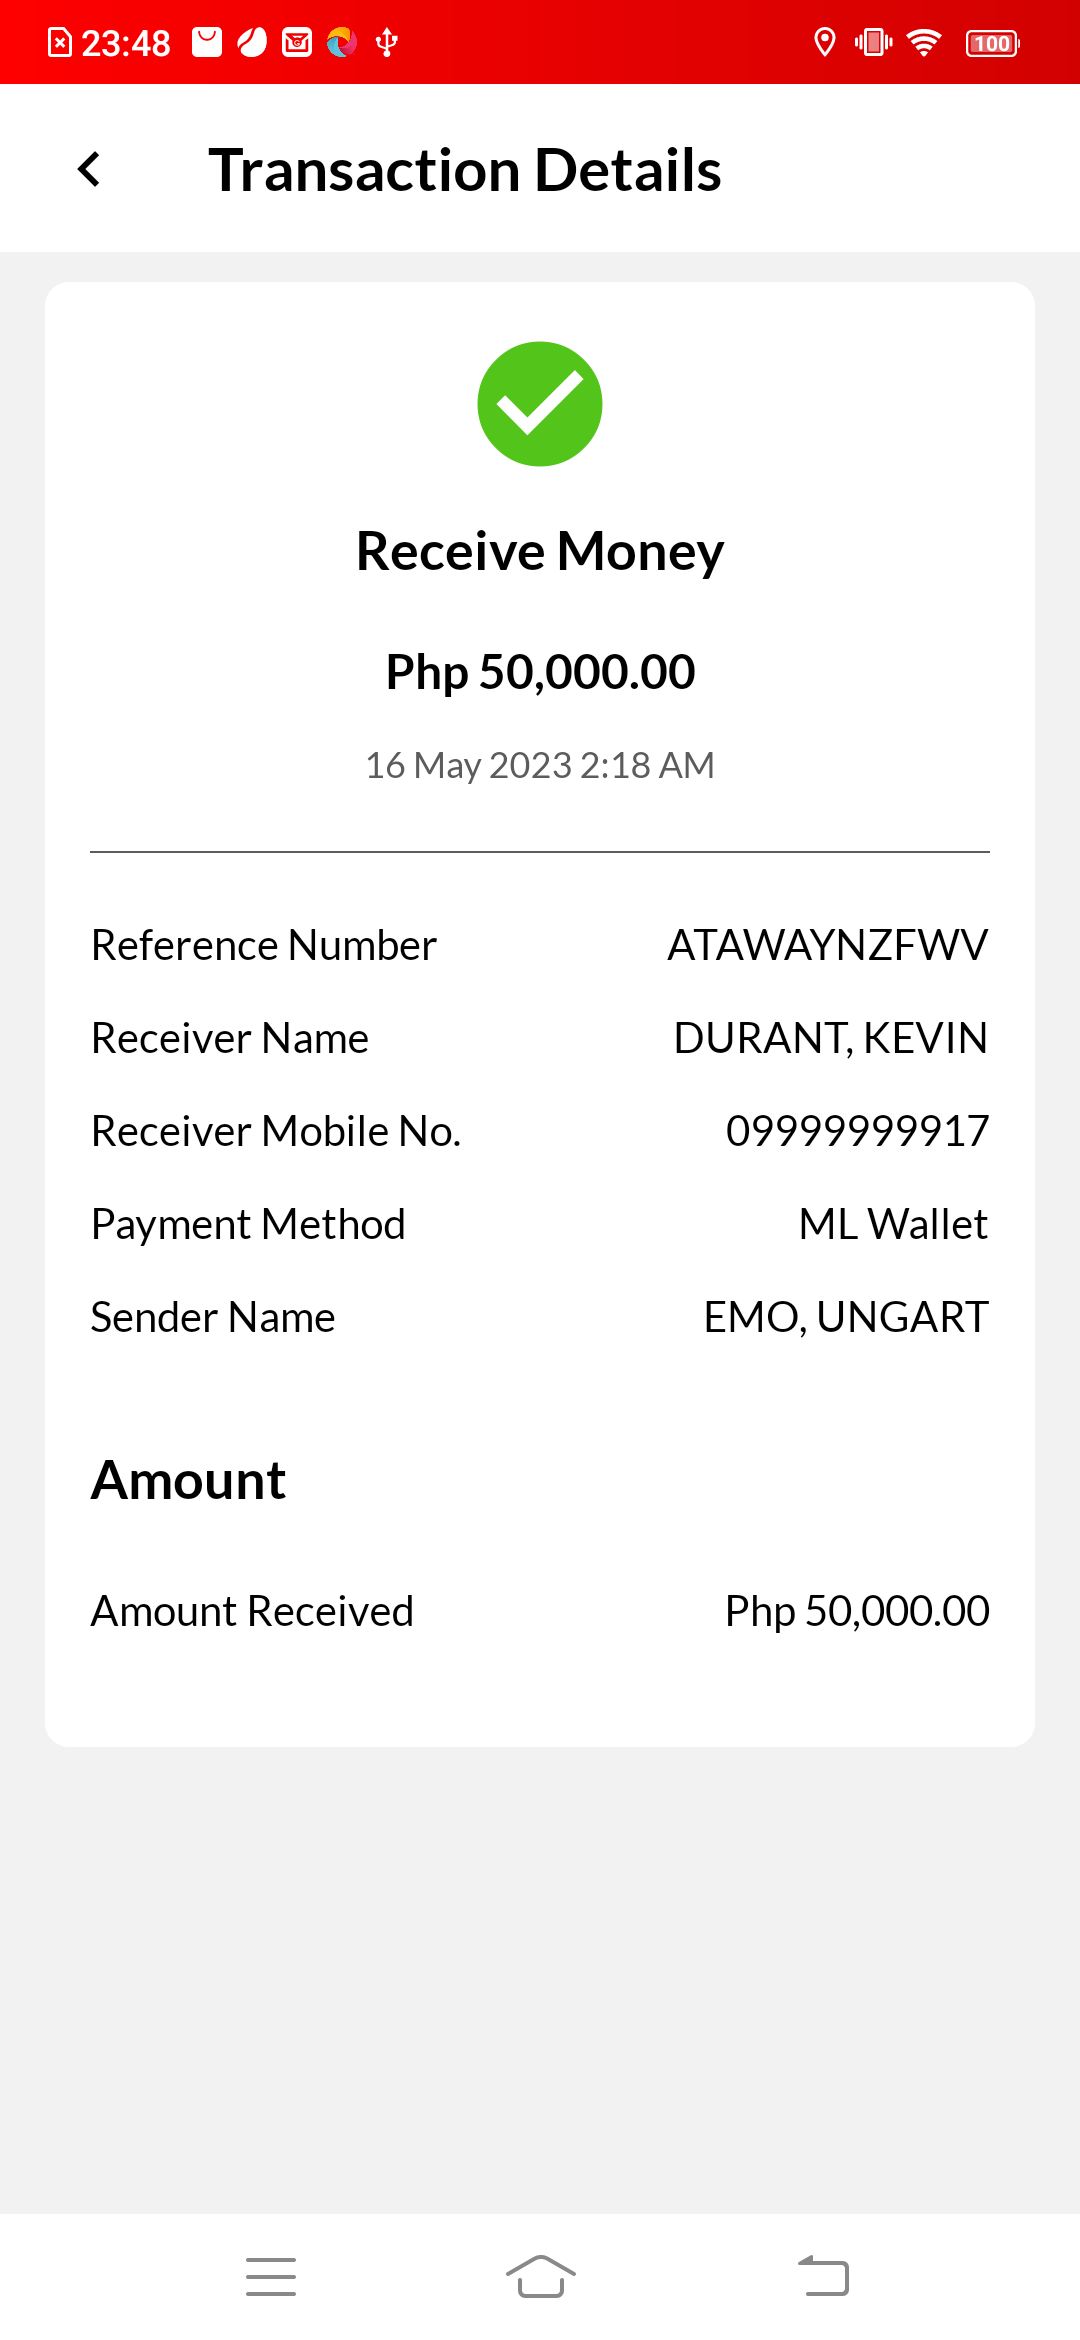 23:48
100
Transaction Details
Receive Money
Php 50,000.00
16 May 2023 2:18 AM
Reference Number ATAWAYNZFWV
Receiver Name DURANT, KEVIN
Receiver Mobile No. 09999999917
Payment Method ML Wallet
Sender Name EMO, UNGART
Amount
Amount Received Php 50,000.00